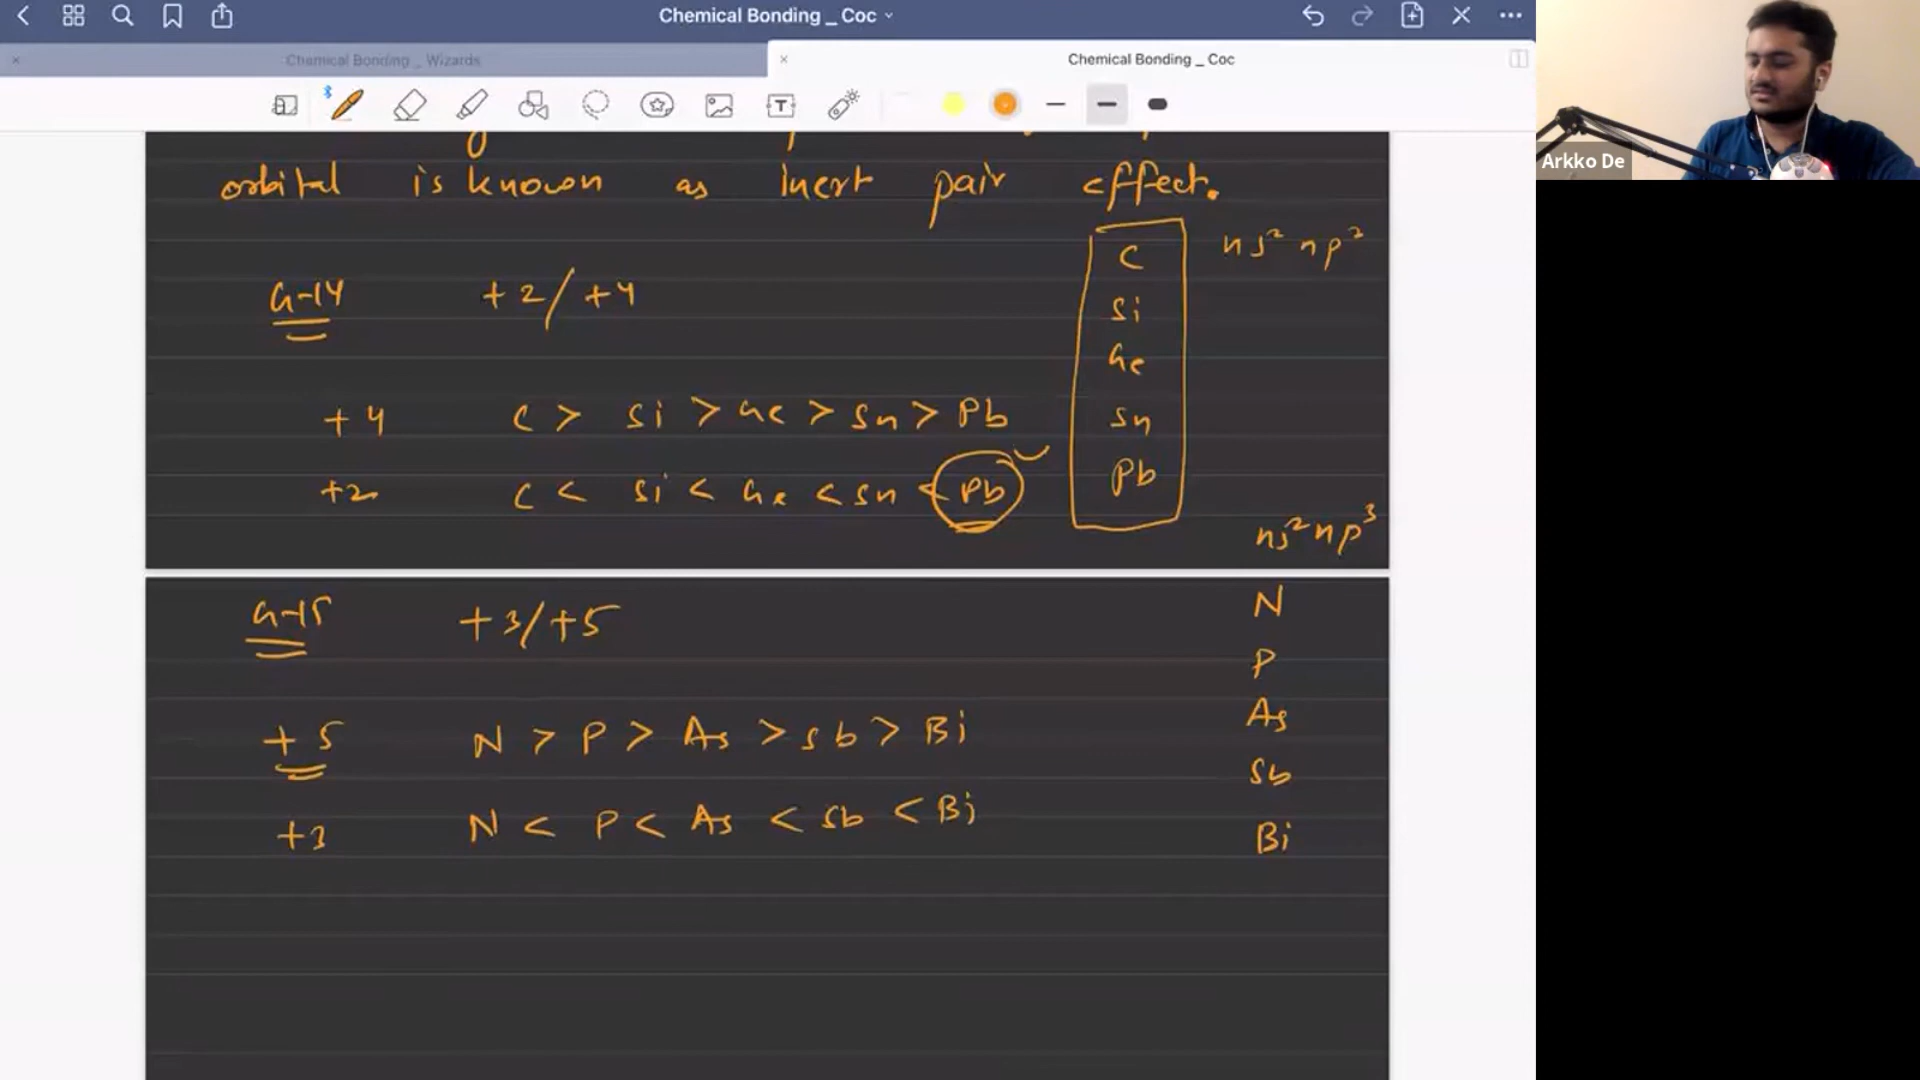 Chemical Bonding _ Coc
Chemical Bonding _ Wizards
Chemical Bonding _ Coc
Arkko De
orbital is known as inert pair effect.
C ns² np²
G-14 +2/+4
Si
Ge
+4 C > Si > Ge > Sn > Pb
Sn
Pb
+2 C < Si < Ge < Sn < Pb
ns² np³
G-15 +3/+5
N
P
As
+5 N > P > As > Sb > Bi
Sb
+3 N < P < As < Sb < Bi
Bi